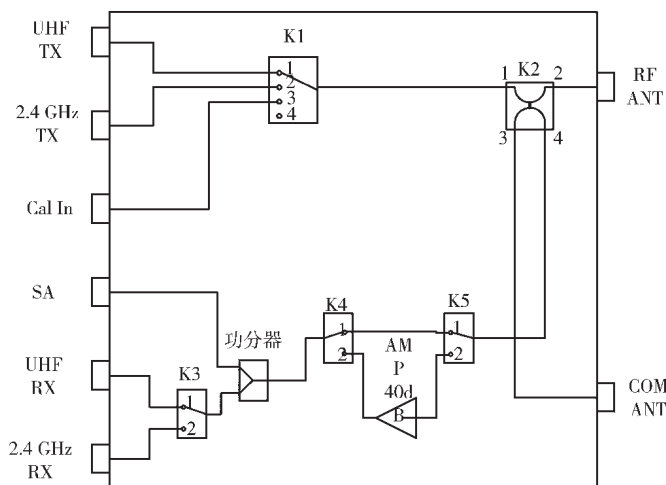 UHF
TX
2.4 GHz
TX
Cal In
SA
UHF
RX
2.4 GHz
RX
K1
1
2
3
4
K2
1
2
3
4
RF
ANT
COM
ANT
K3
1
2
功分器
K4
1
2
AM
P
40d
B
K5
1
2